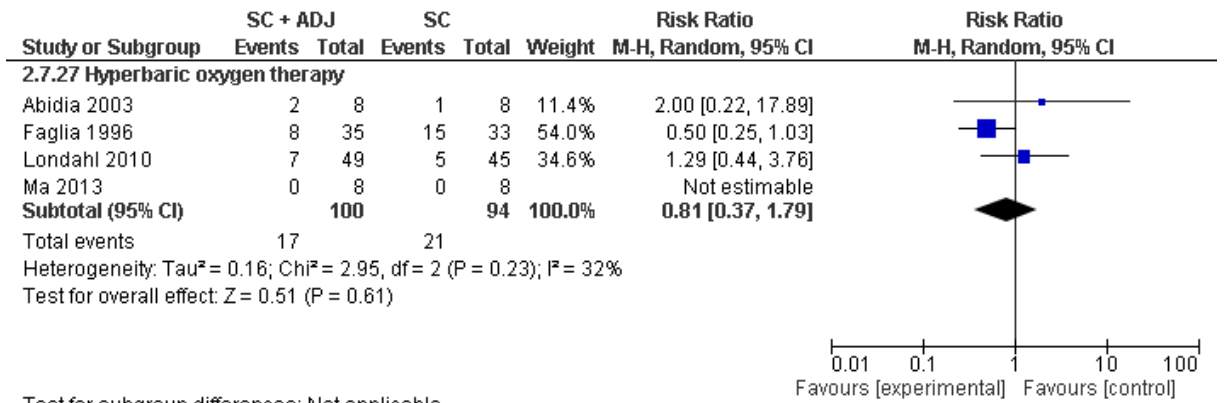 SC + ADJ SC Risk Ratio Risk Ratio
Study or Subgroup Events Total Events Total Weight M-H, Random, 95% CI M-H, Random, 95% CI
2.7.27 Hyperbaric oxygen therapy
Abidia 2003 2 8 1 8 11.4% 2.00 [0.22, 17.89]
Faglia 1996 8 35 15 33 54.0% 0.50 [0.25, 1.03]
Londahl 2010 7 49 5 45 34.6% 1.29 [0.44, 3.76]
Ma 2013 0 8 0 8 Not estimable
Subtotal (95% CI) 100 94 100.0% 0.81 [0.37, 1.79]
Total events 17 21
Heterogeneity: Tau² = 0.16; Chi² = 2.95, df = 2 (P = 0.23); I² = 32%
Test for overall effect: Z = 0.51 (P = 0.61)
0.01 0.1 1 10 100
Favours [experimental] Favours [control]
Test for subgroup differences: Not applicable